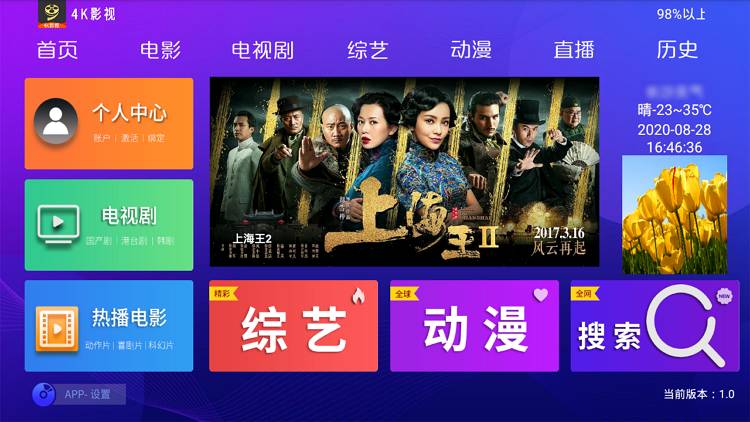 4K影视
98%以上
首页
电影
电视剧
综艺
动漫
直播
历史
个人中心
账户 | 激活 | 绑定
电视剧
国产剧 | 港台剧 | 韩剧
热播电影
动作片 | 喜剧片 | 科幻片
上海王II
SHANGHAI
2017.3.16
风云再起
上海王2
晴-23~35℃
2020-08-28
16:46:36
精彩
综艺
全球
动漫
全网
NEW
搜索
APP- 设置
当前版本：1.0